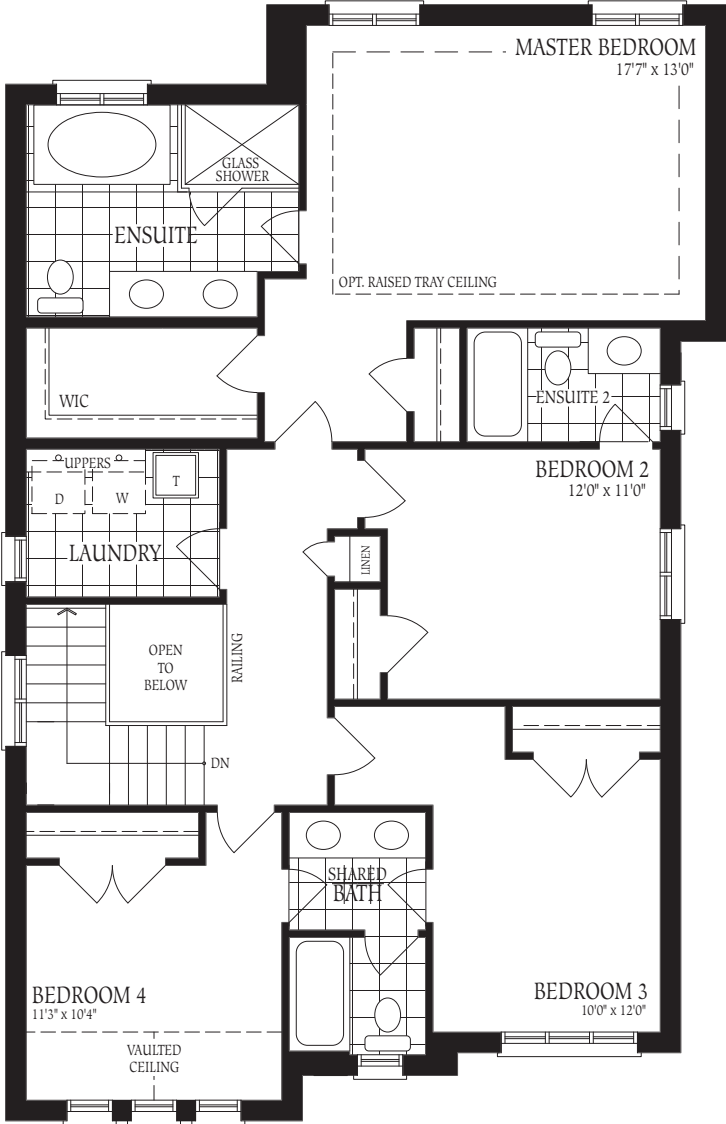 MASTER BEDROOM
17'7" x 13'0"
GLASS
SHOWER
ENSUITE
OPT. RAISED TRAY CEILING
WIC
ENSUITE 2
UPPERS
D
W
T
LAUNDRY
BEDROOM 2
12'0" x 11'0"
LINEN
OPEN
TO
BELOW
RAILING
DN
SHARED
BATH
BEDROOM 4
11'3" x 10'4"
VAULTED
CEILING
BEDROOM 3
10'0" x 12'0"